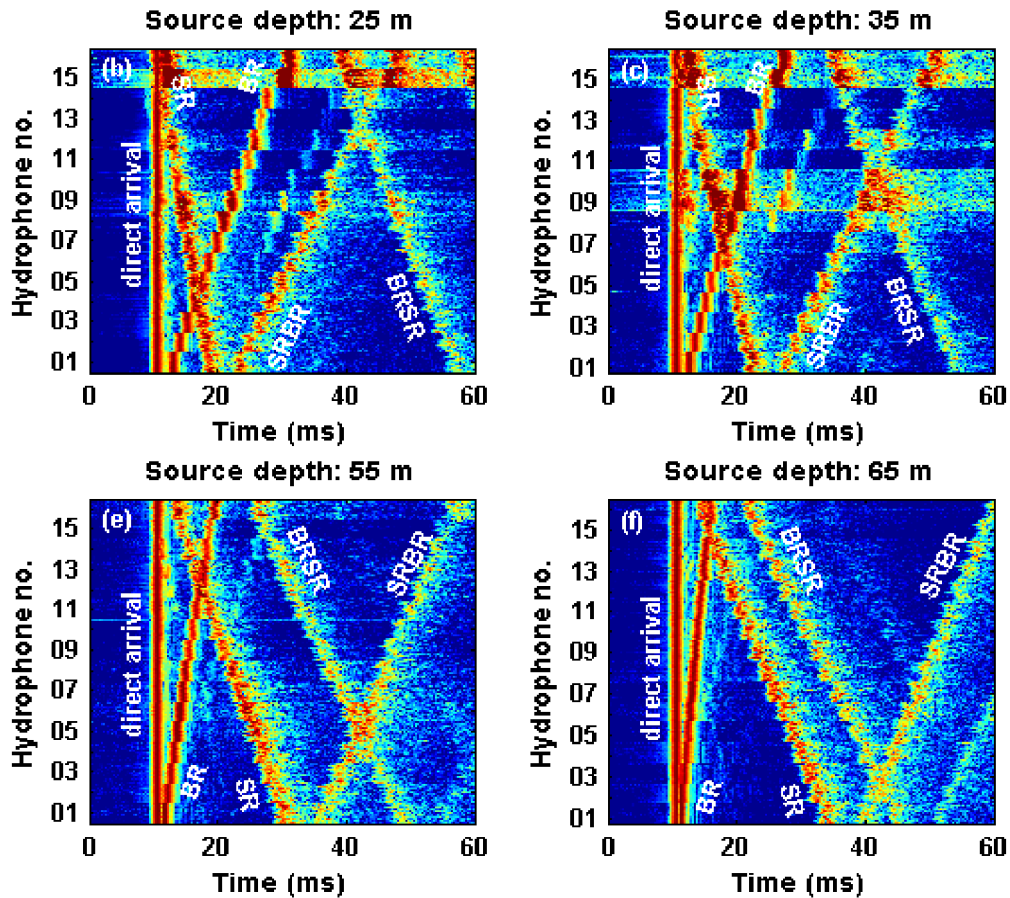 Source depth: 25 m
Source depth: 35 m
(b)
SR
BR
direct arrival
SRBR
BRSR
Hydrophone no.
15
13
11
09
07
05
03
01
0
20
40
60
Time (ms)
(c)
SR
BR
direct arrival
SRBR
BRSR
Hydrophone no.
15
13
11
09
07
05
03
01
0
20
40
60
Time (ms)
Source depth: 55 m
Source depth: 65 m
(e)
BRSR
SRBR
direct arrival
BR
SR
Hydrophone no.
15
13
11
09
07
05
03
01
0
20
40
60
Time (ms)
(f)
BRSR
SRBR
direct arrival
BR
SR
Hydrophone no.
15
13
11
09
07
05
03
01
0
20
40
60
Time (ms)